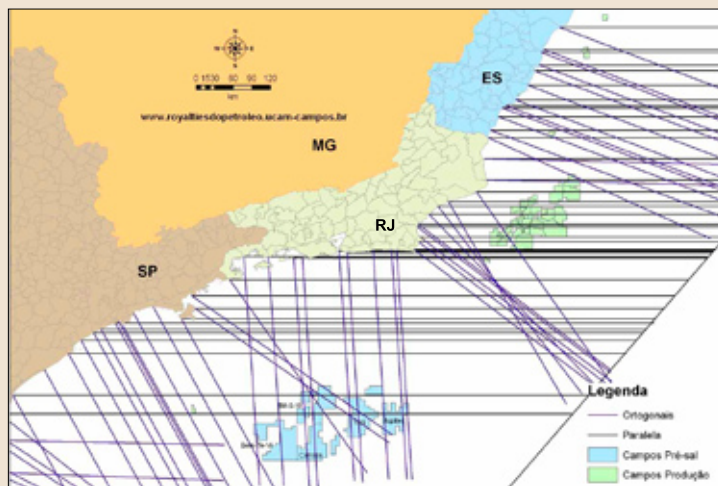 N
0 15 30 60 90 120
km
www.royaltiesdopetroleo.ucam-campos.br
MG
ES
RJ
SP
Legenda
Ortogonais
Paralela
Campos Pré-sal
Campos Produção